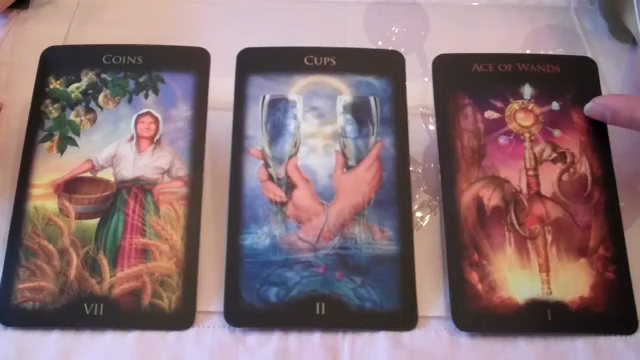 COINS
VII
CUPS
II
ACE OF WANDS
I